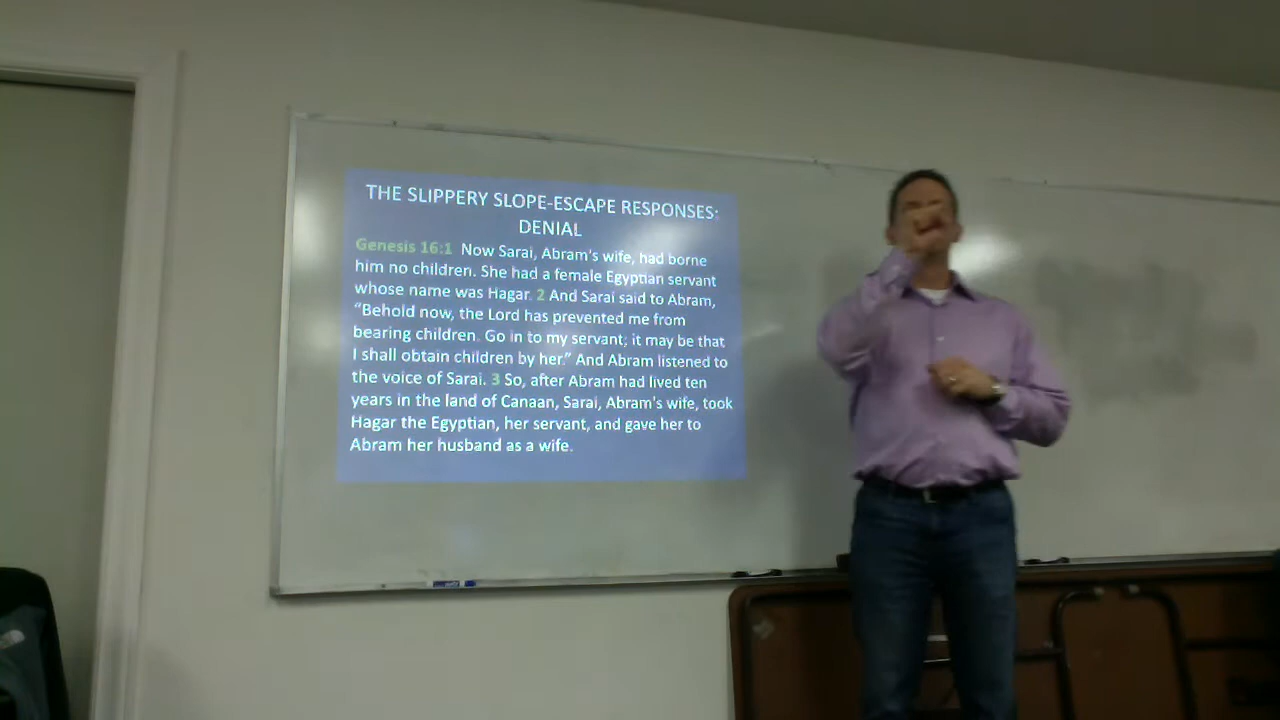 THE SLIPPERY SLOPE-ESCAPE RESPONSES:
DENIAL
Genesis 16:1 Now Sarai, Abram's wife, had borne
him no children. She had a female Egyptian servant
whose name was Hagar. 2 And Sarai said to Abram,
“Behold now, the Lord has prevented me from
bearing children. Go in to my servant; it may be that
I shall obtain children by her.” And Abram listened to
the voice of Sarai. 3 So, after Abram had lived ten
years in the land of Canaan, Sarai, Abram's wife, took
Hagar the Egyptian, her servant, and gave her to
Abram her husband as a wife.